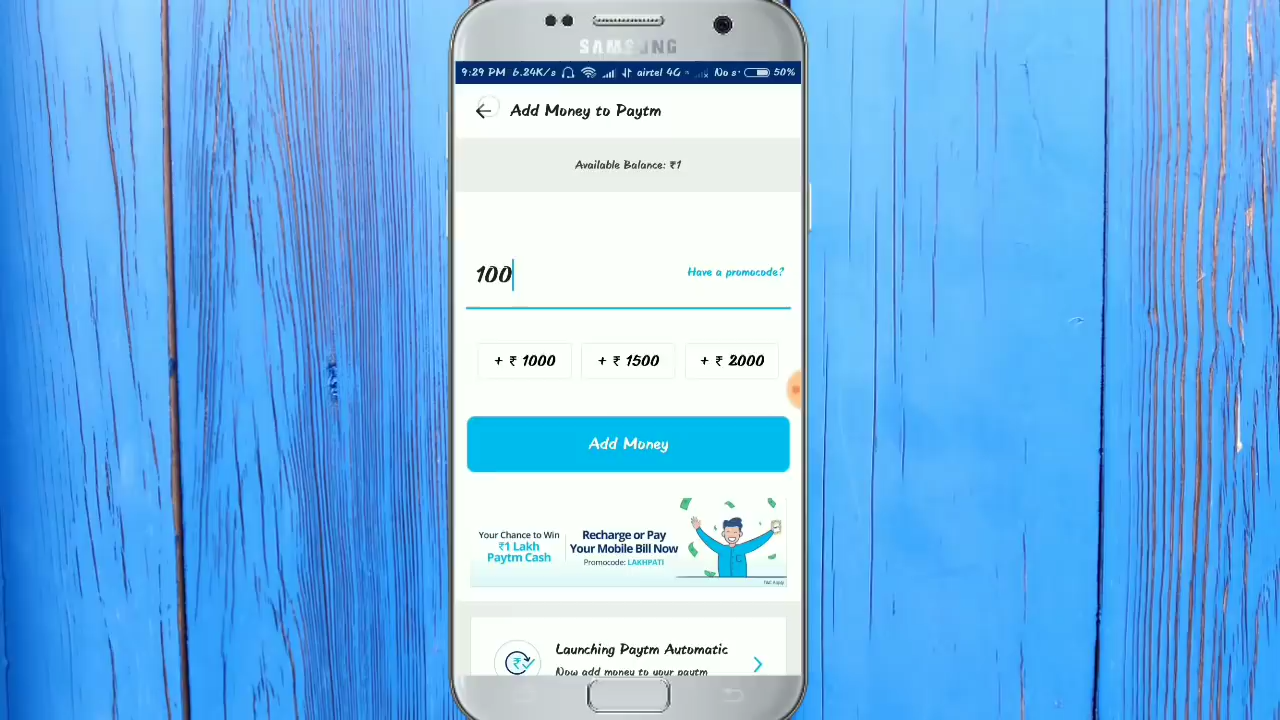 SAMSUNG
9:29 PM 6.24K/s airtel 4G No s 50%
Add Money to Paytm
Available Balance: ₹1
100
Have a promocode?
+ ₹ 1000
+ ₹ 1500
+ ₹ 2000
Add Money
Your Chance to Win
₹1 Lakh
Paytm Cash
Recharge or Pay
Your Mobile Bill Now
Promocode: LAKHPATI
T&C Apply
Launching Paytm Automatic
Now add money to your paytm